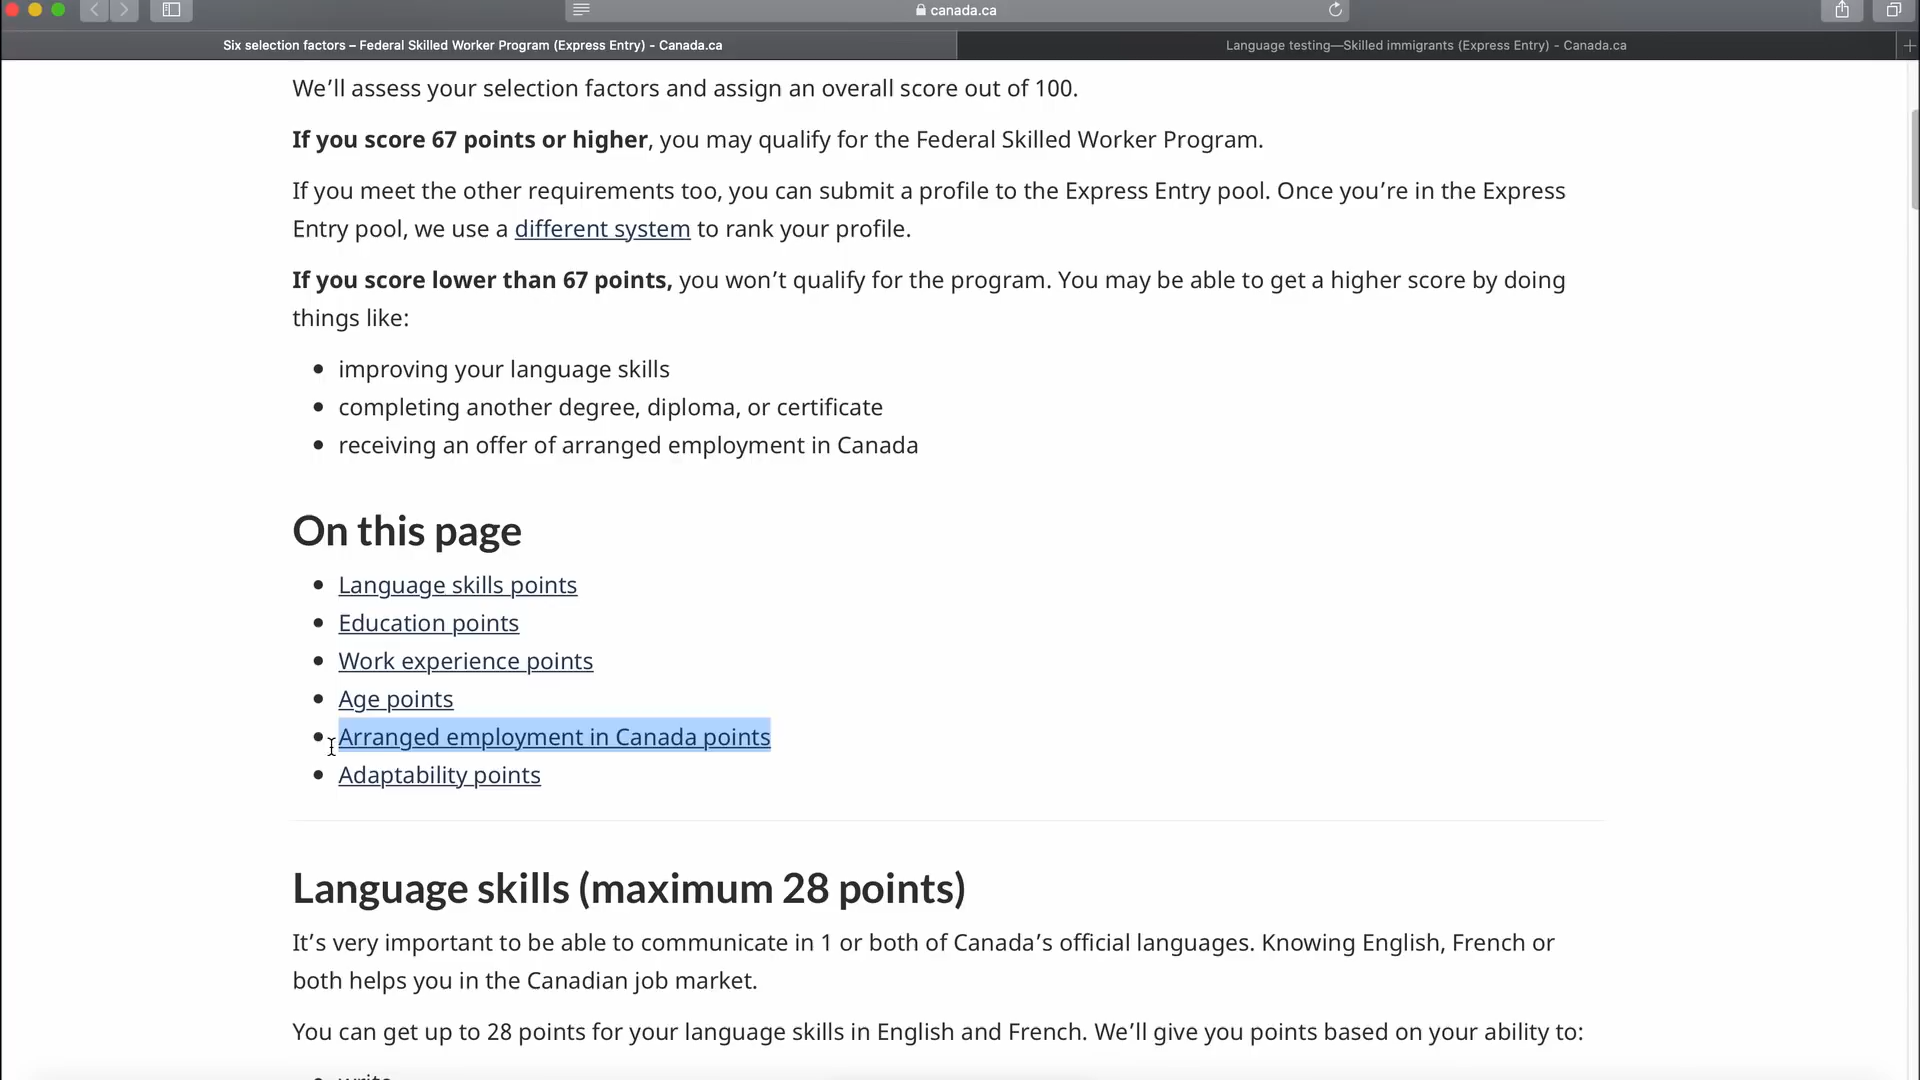 canada.ca
Six selection factors – Federal Skilled Worker Program (Express Entry) - Canada.ca
Language testing—Skilled immigrants (Express Entry) - Canada.ca
We’ll assess your selection factors and assign an overall score out of 100.
If you score 67 points or higher, you may qualify for the Federal Skilled Worker Program.
If you meet the other requirements too, you can submit a profile to the Express Entry pool. Once you’re in the Express
Entry pool, we use a different system to rank your profile.
If you score lower than 67 points, you won’t qualify for the program. You may be able to get a higher score by doing
things like:
• improving your language skills
• completing another degree, diploma, or certificate
• receiving an offer of arranged employment in Canada
On this page
• Language skills points
• Education points
• Work experience points
• Age points
• Arranged employment in Canada points
• Adaptability points
Language skills (maximum 28 points)
It’s very important to be able to communicate in 1 or both of Canada’s official languages. Knowing English, French or
both helps you in the Canadian job market.
You can get up to 28 points for your language skills in English and French. We’ll give you points based on your ability to:
• write